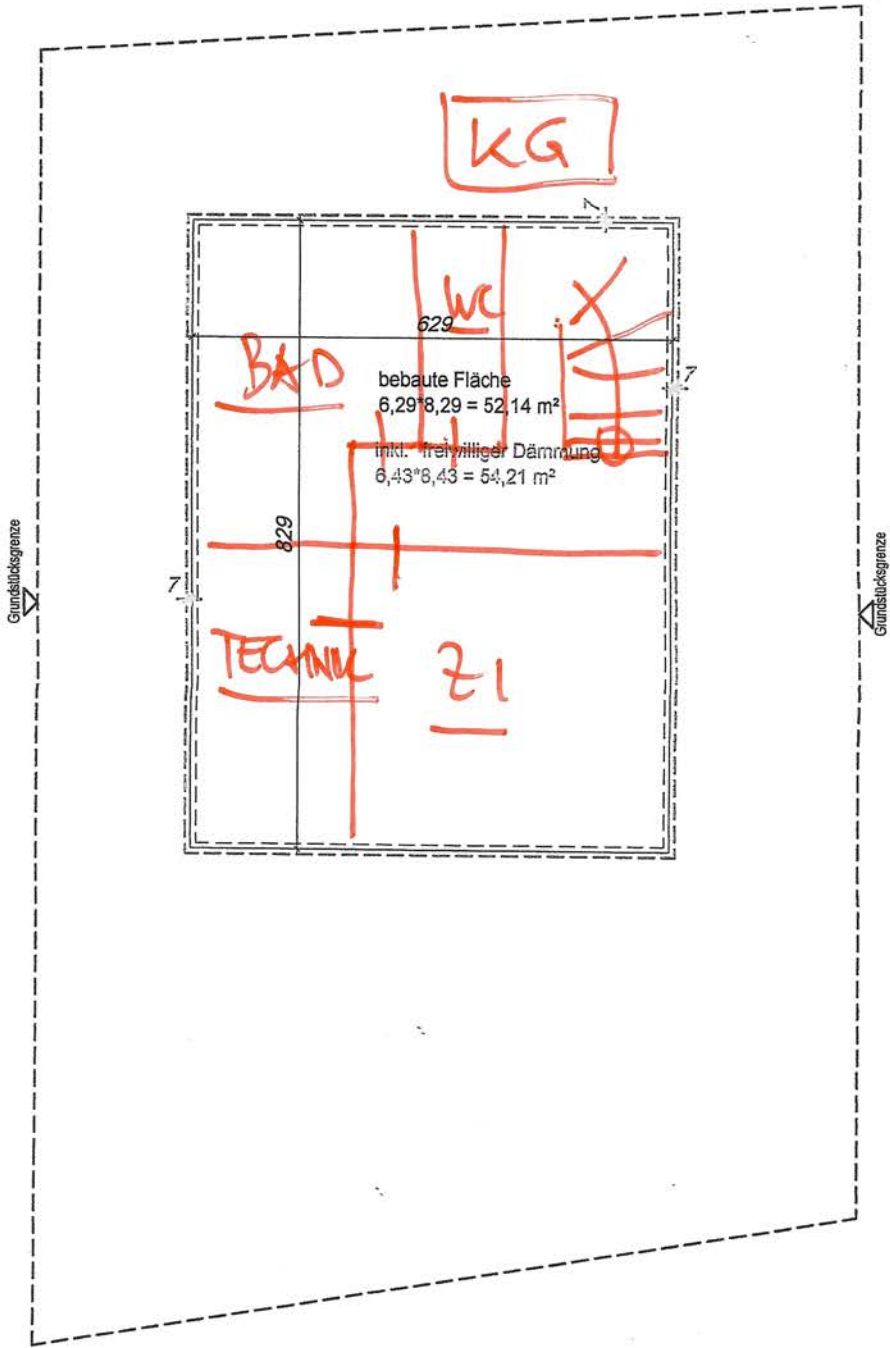 KG
7
WC
629
BAD
bebaute Fläche
6,29*8,29 = 52,14 m²
7
inkl. freiwilliger Dämmung
6,43*8,43 = 54,21 m²
829
Grundstücksgrenze
Grundstücksgrenze
7
TECHNIK
Z1